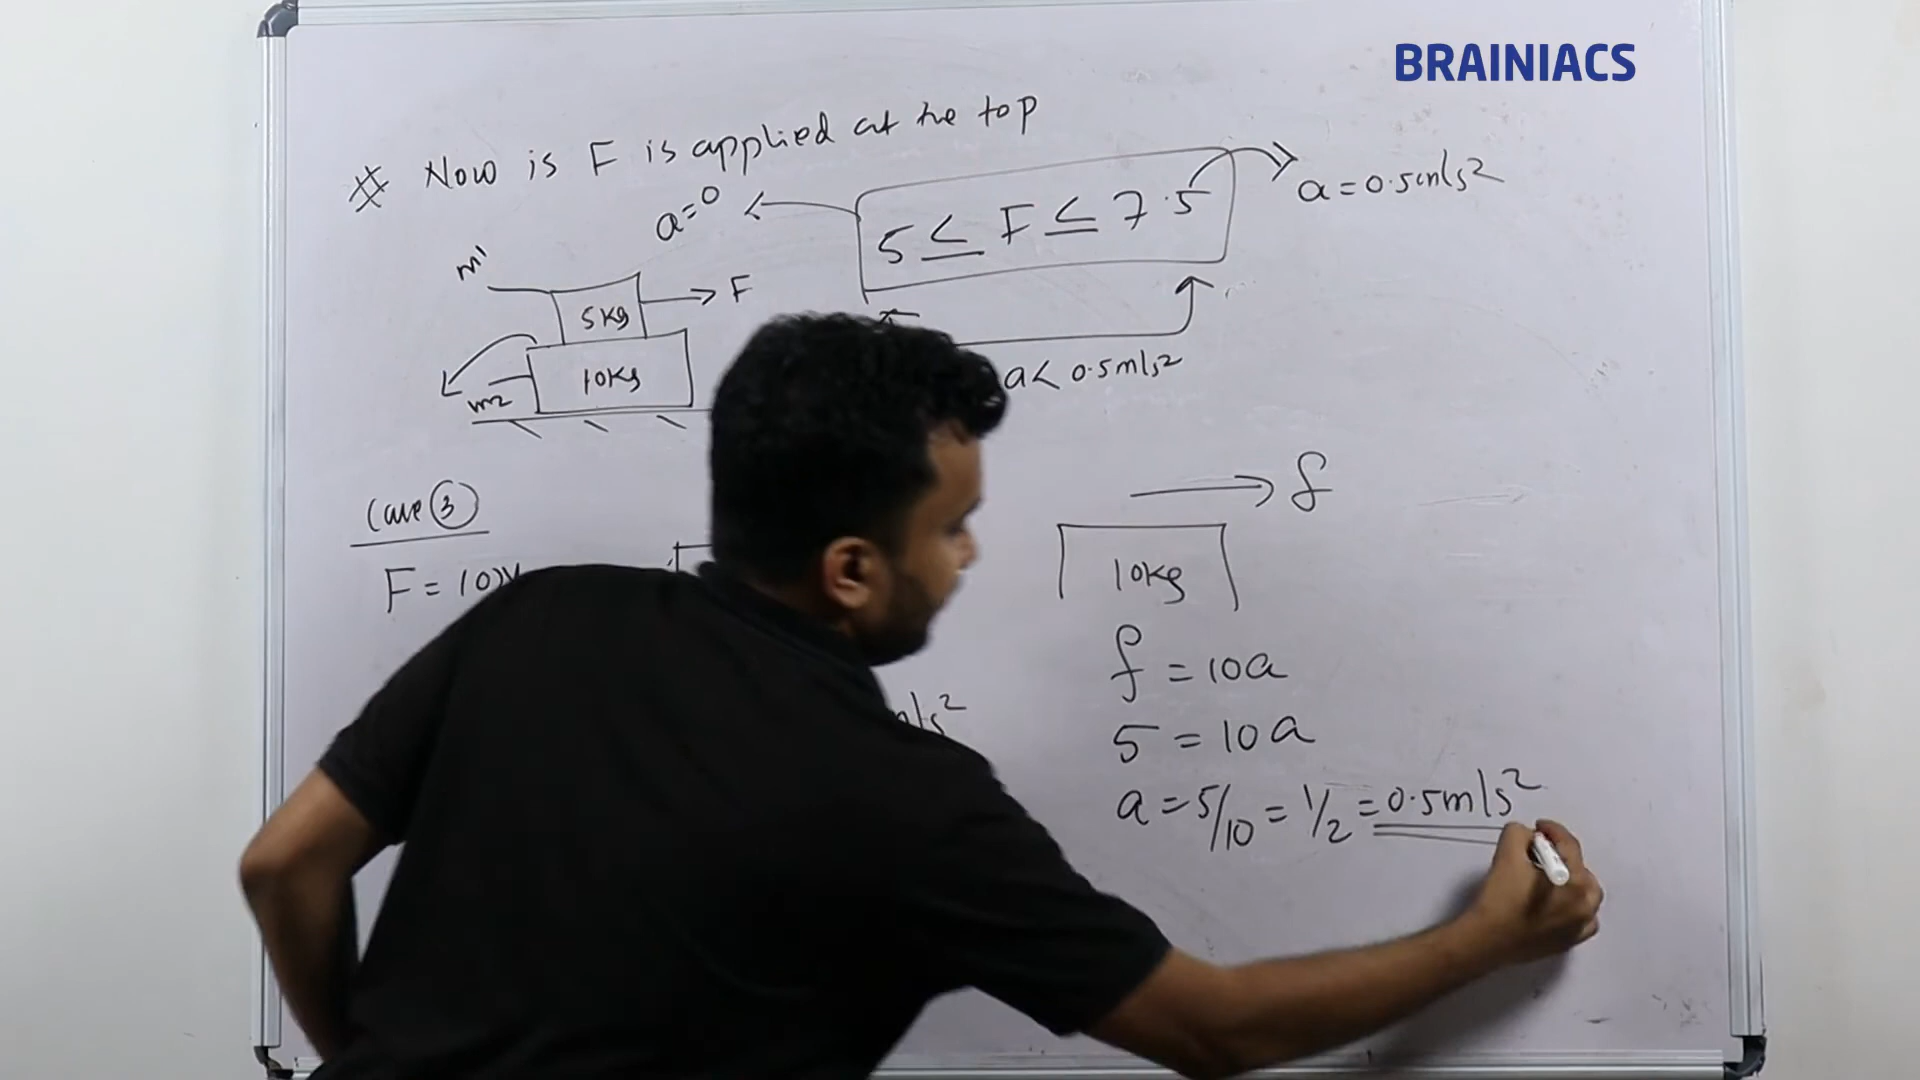 BRAINIACS
# Now is F is applied at the top
a=0
5 ≤ F ≤ 7.5
a = 0.5m/s²
m1
5kg
F
10kg
m2
a < 0.5m/s²
Case ③
F = 10N
f
10kg
f = 10a
m/s²
5 = 10a
a = 5/10 = 1/2 = 0.5m/s²